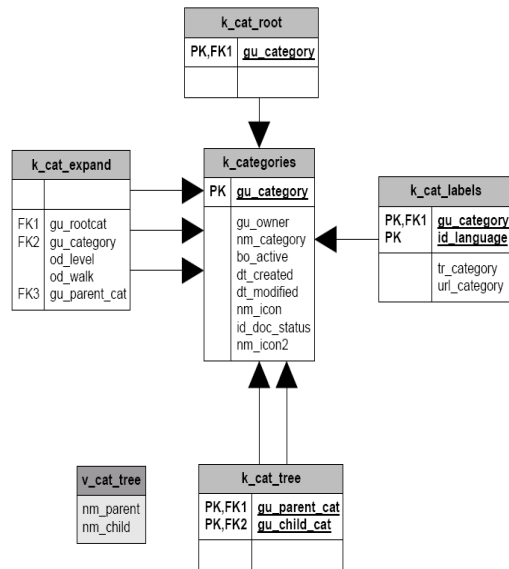 k_cat_root
PK,FK1 gu_category
k_cat_expand
FK1 gu_rootcat
FK2 gu_category
od_level
od_walk
FK3 gu_parent_cat
k_categories
PK gu_category
gu_owner
nm_category
bo_active
dt_created
dt_modified
nm_icon
id_doc_status
nm_icon2
k_cat_labels
PK,FK1 gu_category
PK id_language
tr_category
url_category
v_cat_tree
nm_parent
nm_child
k_cat_tree
PK,FK1 gu_parent_cat
PK,FK2 gu_child_cat